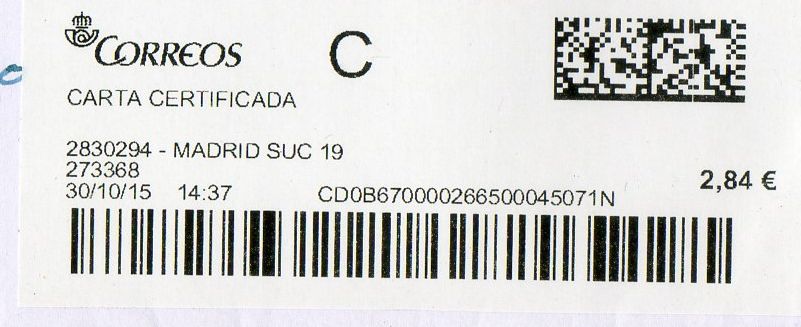 CORREOS
C
CARTA CERTIFICADA
2830294 - MADRID SUC 19
273368
2,84 €
30/10/15 14:37 CD0B670000266500045071N